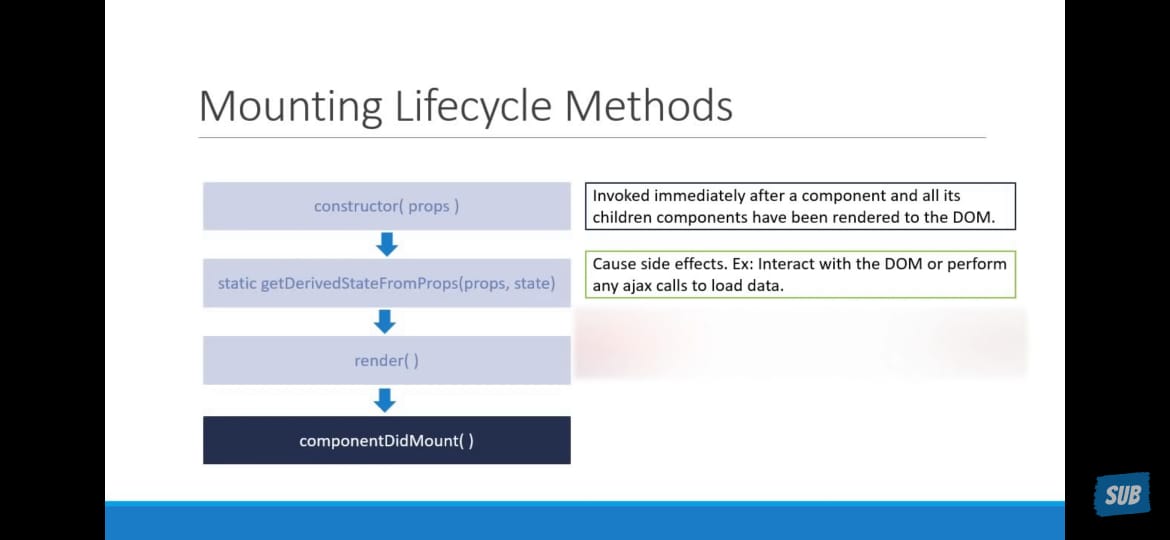 Mounting Lifecycle Methods
constructor( props )
static getDerivedStateFromProps(props, state)
render( )
componentDidMount( )
Invoked immediately after a component and all its
children components have been rendered to the DOM.
Cause side effects. Ex: Interact with the DOM or perform
any ajax calls to load data.
SUB